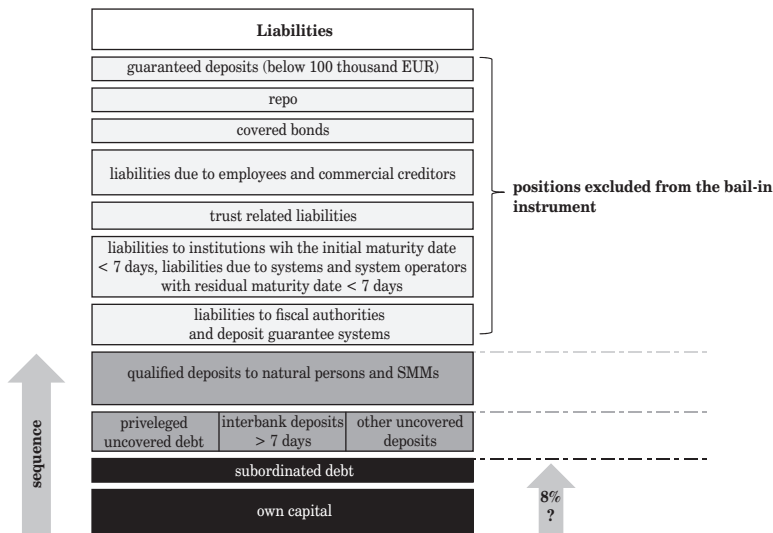 Liabilities
guaranteed deposits (below 100 thousand EUR)
repo
covered bonds
liabilities due to employees and commercial creditors
trust related liabilities
liabilities to institutions wih the initial maturity date
< 7 days, liabilities due to systems and system operators
with residual maturity date < 7 days
liabilities to fiscal authorities
and deposit guarantee systems
positions excluded from the bail-in
instrument
qualified deposits to natural persons and SMMs
priveleged
uncovered debt
interbank deposits
> 7 days
other uncovered
deposits
subordinated debt
own capital
sequence
8%
?